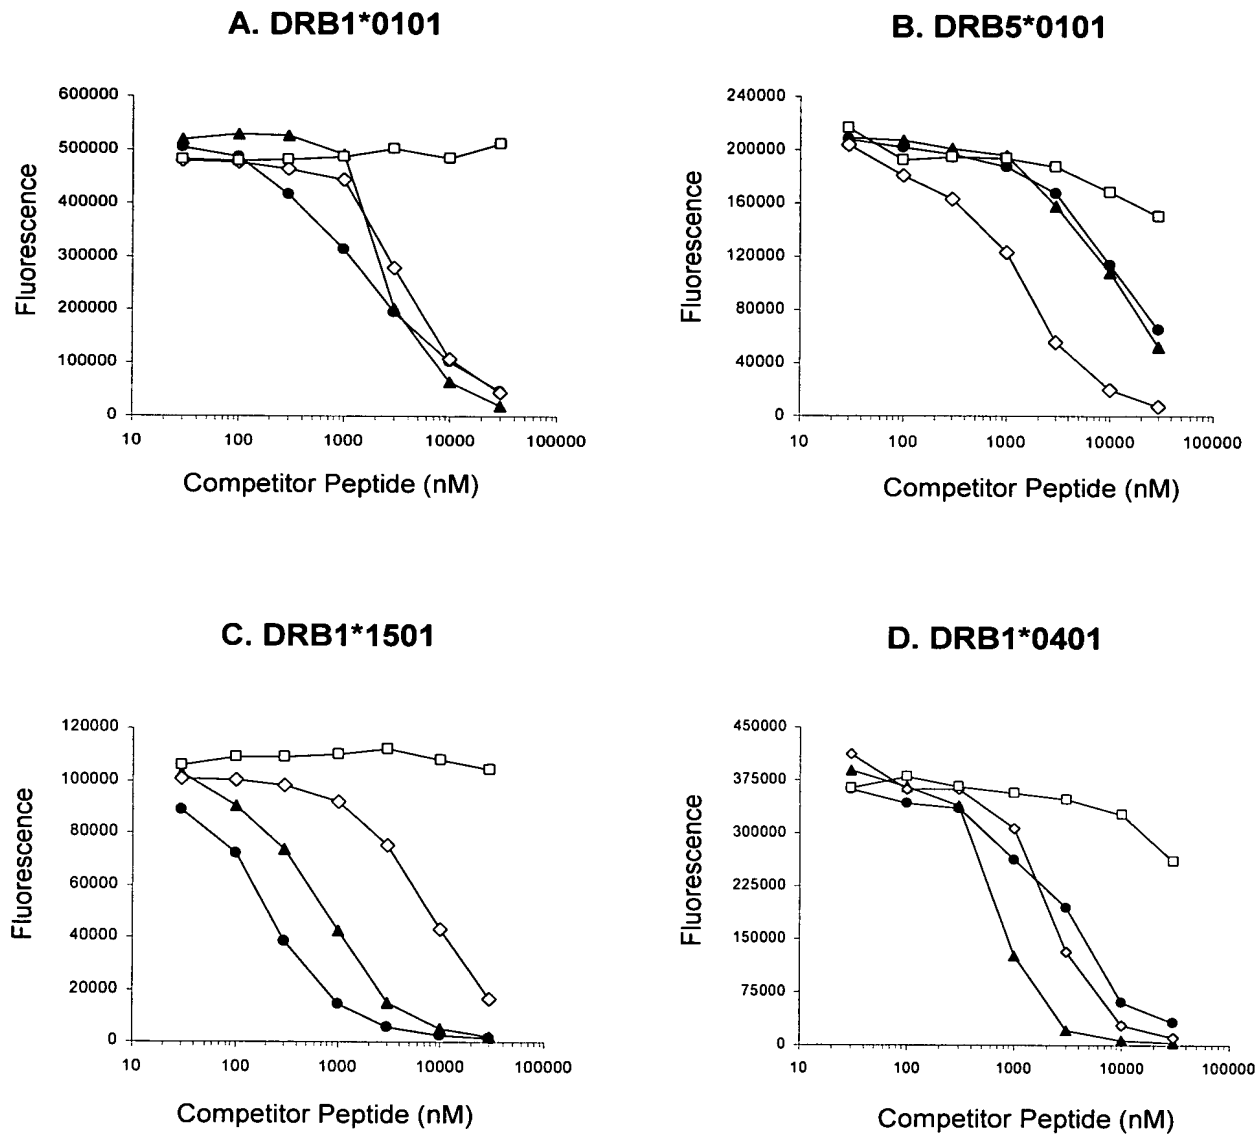 A. DRB1*0101
600000
500000
400000
300000
200000
100000
0
Fluorescence
10 100 1000 10000 100000
Competitor Peptide (nM)
B. DRB5*0101
240000
200000
160000
120000
80000
40000
0
Fluorescence
10 100 1000 10000 100000
Competitor Peptide (nM)
C. DRB1*1501
120000
100000
80000
60000
40000
20000
0
Fluorescence
10 100 1000 10000 100000
Competitor Peptide (nM)
D. DRB1*0401
450000
375000
300000
225000
150000
75000
0
Fluorescence
10 100 1000 10000 100000
Competitor Peptide (nM)